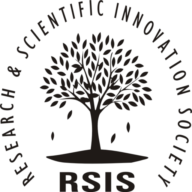 RESEARCH & SCIENTIFIC INNOVATION SOCIETY
RSIS